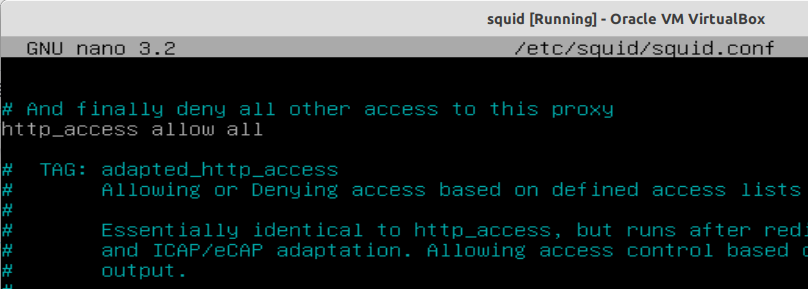 squid [Running] - Oracle VM VirtualBox
GNU nano 3.2 /etc/squid/squid.conf
# And finally deny all other access to this proxy
http_access allow all
# TAG: adapted_http_access
# Allowing or Denying access based on defined access lists
#
# Essentially identical to http_access, but runs after
# and ICAP/eCAP adaptation. Allowing access control based
# output.
#